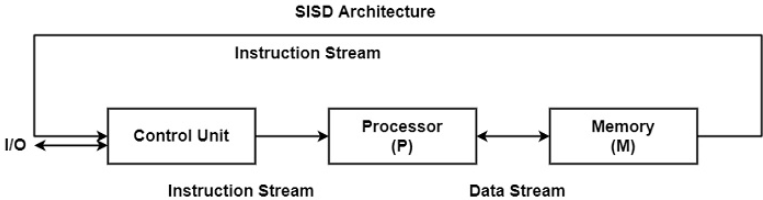 SISD Architecture
Instruction Stream
I/O
Control Unit
Processor
(P)
Memory
(M)
Instruction Stream
Data Stream